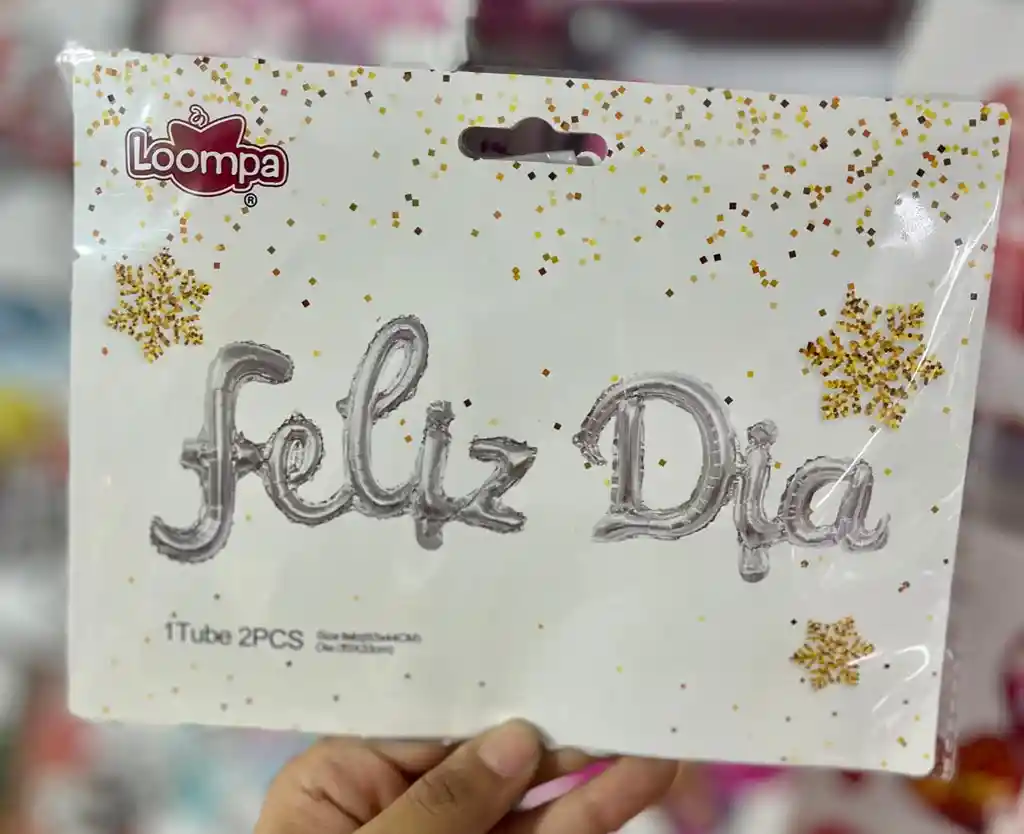 Loompa
®
Feliz Dia
1Tube 2PCS